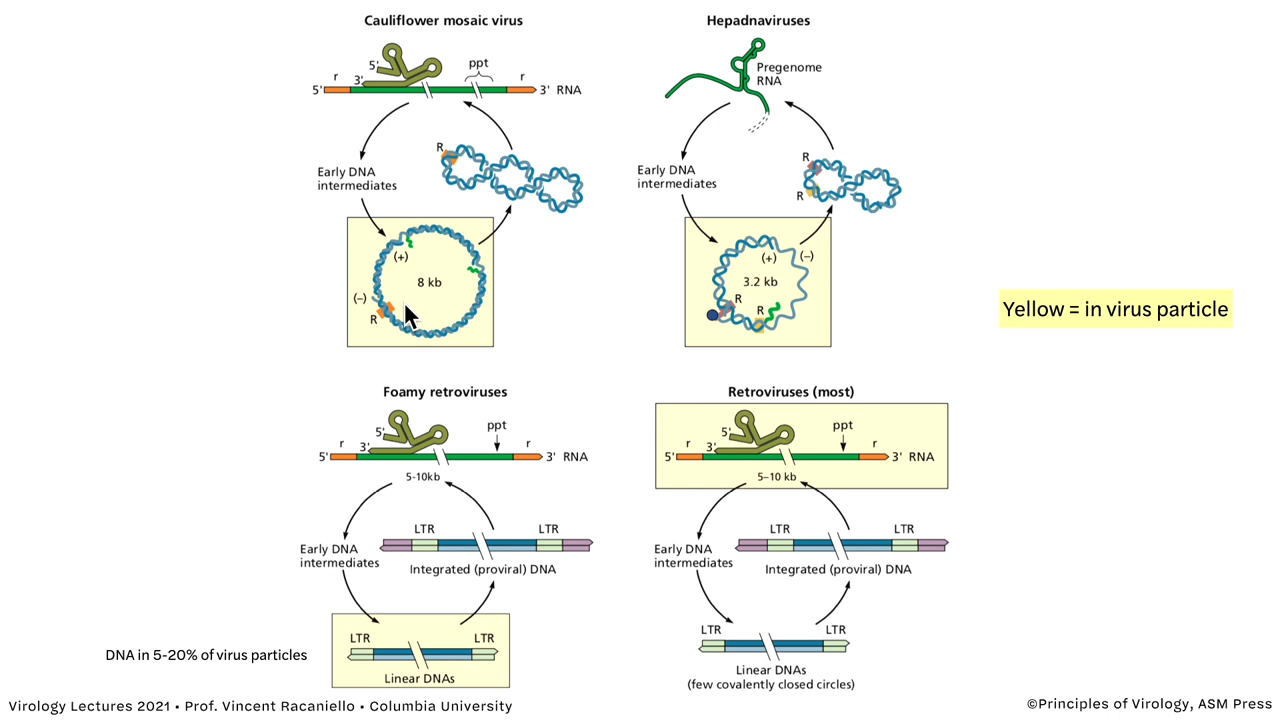 Cauliflower mosaic virus
5'
r
3'
ppt
r
5'
3' RNA
R
Early DNA
intermediates
(+)
8 kb
(–)
R
Hepadnaviruses
Pregenome
RNA
R
Early DNA
intermediates
R
(+)
(–)
3.2 kb
R
R
Yellow = in virus particle
Foamy retroviruses
5'
r
3'
ppt
r
5'
3' RNA
5-10kb
LTR
LTR
Early DNA
intermediates
Integrated (proviral) DNA
LTR
LTR
Linear DNAs
DNA in 5-20% of virus particles
Retroviruses (most)
5'
r
3'
ppt
r
5'
3' RNA
5–10 kb
LTR
LTR
Early DNA
intermediates
Integrated (proviral) DNA
LTR
LTR
Linear DNAs
(few covalently closed circles)
Virology Lectures 2021 • Prof. Vincent Racaniello • Columbia University
©Principles of Virology, ASM Press